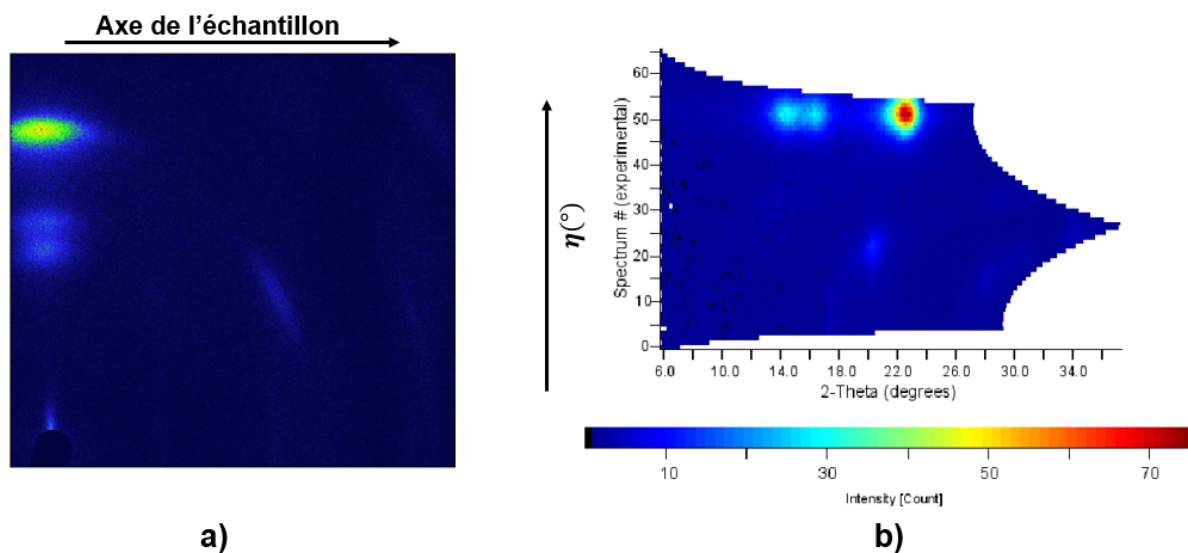 Axe de l'échantillon
η(°)
Spectrum # (experimental)
60
50
40
30
20
10
0
6.0 10.0 14.0 18.0 22.0 26.0 30.0 34.0
2-Theta (degrees)
10 30 50 70
Intensity [Count]
a) b)